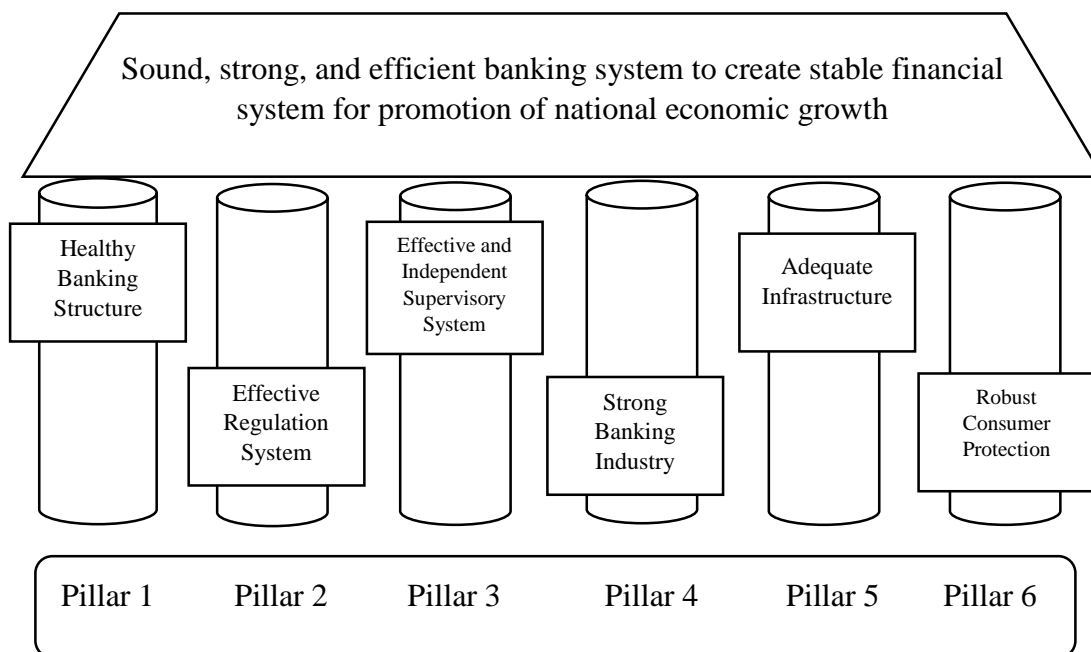 Sound, strong, and efficient banking system to create stable financial
system for promotion of national economic growth
Healthy
Banking
Structure
Effective
Regulation
System
Effective and
Independent
Supervisory
System
Strong
Banking
Industry
Adequate
Infrastructure
Robust
Consumer
Protection
Pillar 1 Pillar 2 Pillar 3 Pillar 4 Pillar 5 Pillar 6